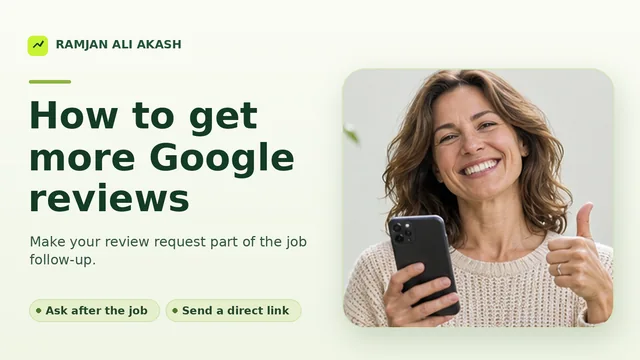 RAMJAN ALI AKASH
How to get
more Google
reviews
Make your review request part of the job
follow-up.
Ask after the job
Send a direct link